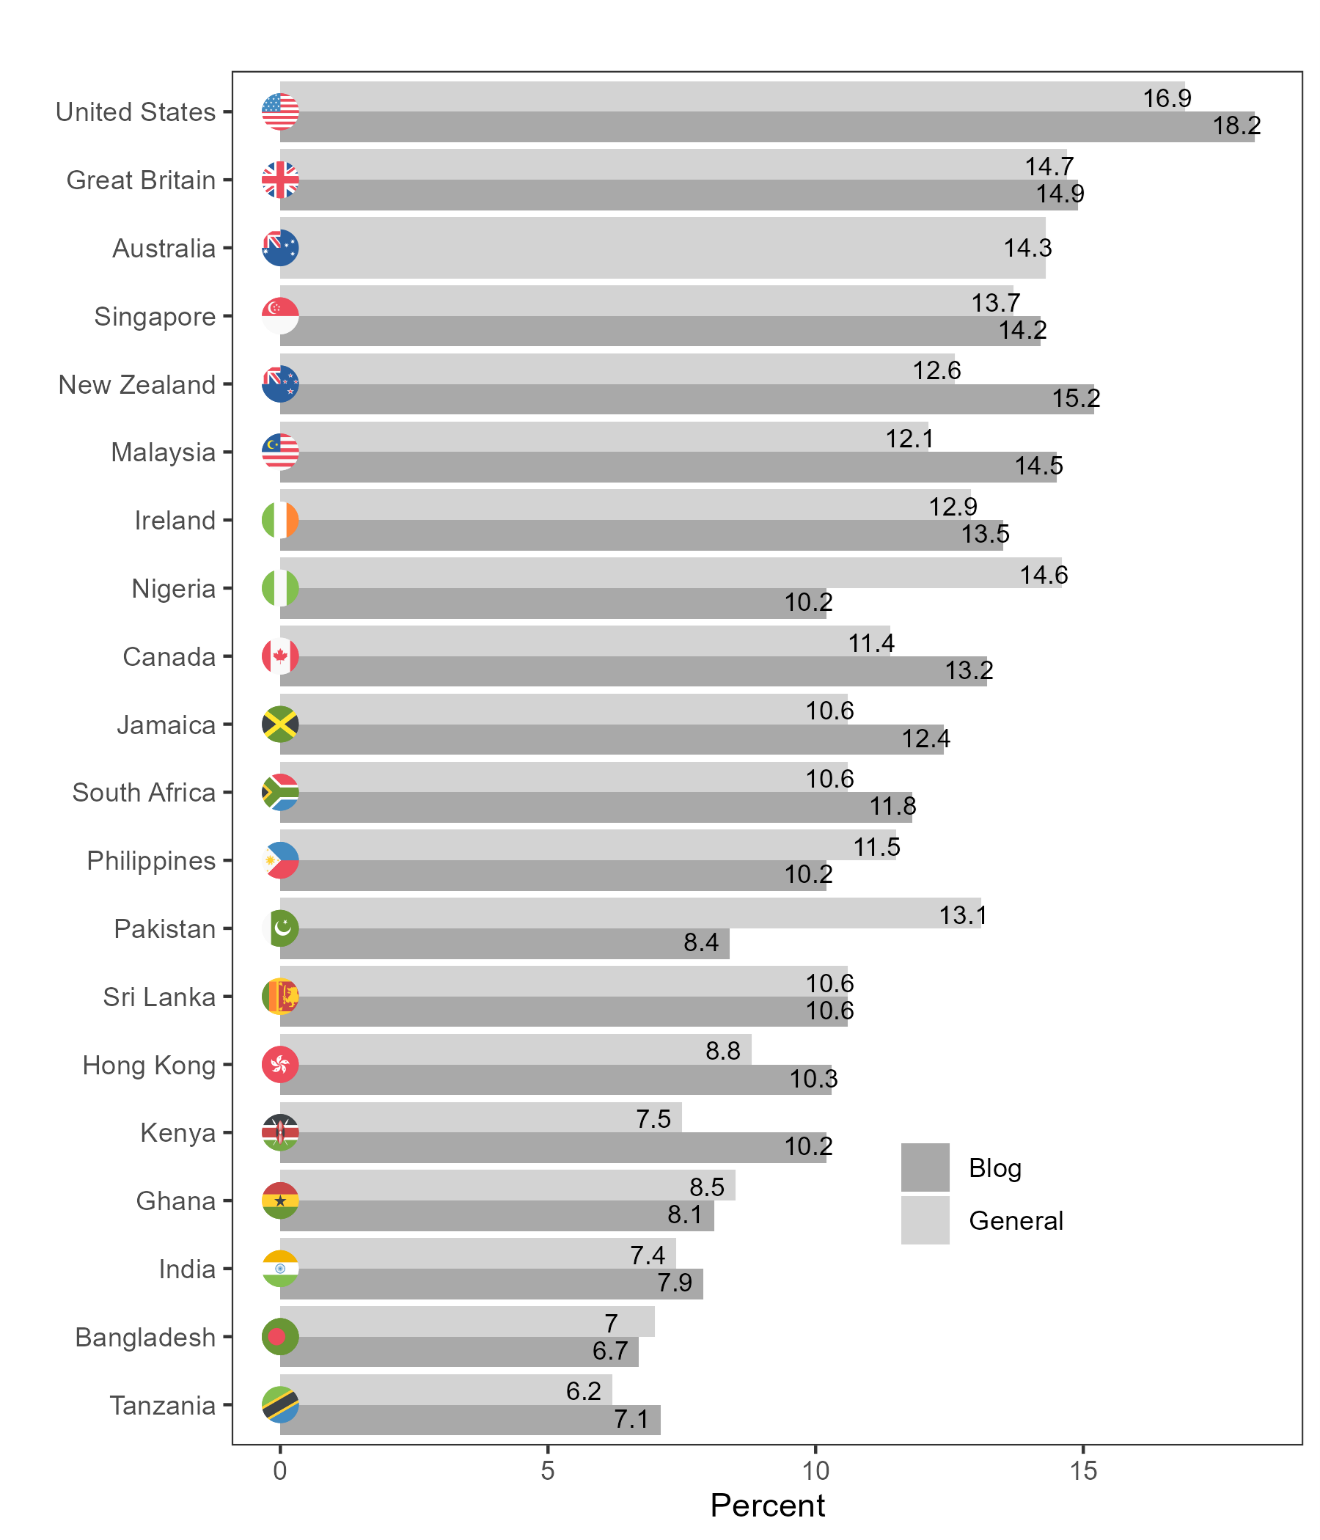 United States 16.9
18.2
Great Britain 14.7
14.9
Australia 14.3
Singapore 13.7
14.2
New Zealand 12.6
15.2
Malaysia 12.1
14.5
Ireland 12.9
13.5
Nigeria 14.6
10.2
Canada 11.4
13.2
Jamaica 10.6
12.4
South Africa 10.6
11.8
Philippines 11.5
10.2
Pakistan 13.1
8.4
Sri Lanka 10.6
10.6
Hong Kong 8.8
10.3
Kenya 7.5
10.2
Blog
Ghana 8.5
8.1
General
India 7.4
7.9
Bangladesh 7
6.7
Tanzania 6.2
7.1
0 5 10 15
Percent